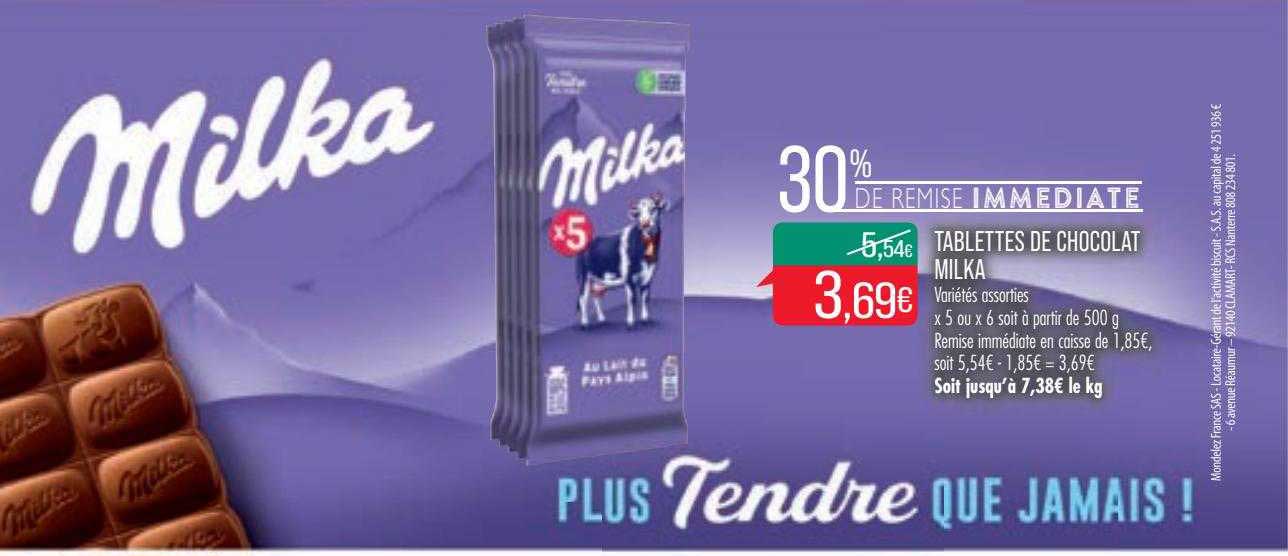 Milka
Tendre
Milka
x5
Au Lait du
Pays Alpin
30%
DE REMISE IMMEDIATE
5,54€
3,69€
TABLETTES DE CHOCOLAT
MILKA
Variétés assorties
x 5 ou x 6 soit à partir de 500 g
Remise immédiate en caisse de 1,85€,
soit 5,54€ - 1,85€ = 3,69€
Soit jusqu'à 7,38€ le kg
PLUS Tendre QUE JAMAIS !
Mondelez France SAS - Locataire-Gérant de l'activité biscuit - S.A.S. au capital de 4 251 936 €
- 6 avenue Réaumur – 92140 CLAMART- RCS Nanterre 808 234 801.
Milka
Milka
Milka